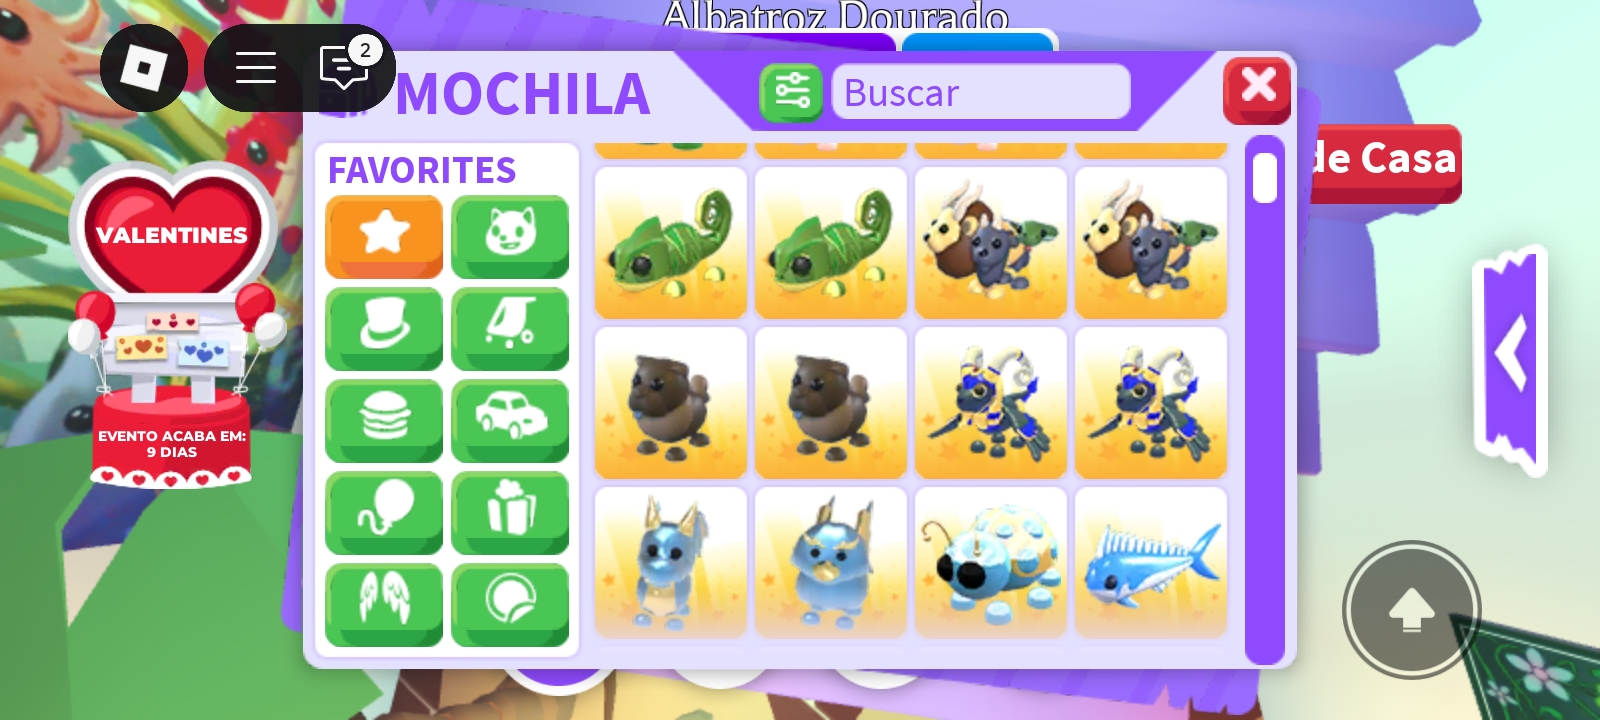 Albatroz Dourado
2
MOCHILA
Buscar
FAVORITES
de Casa
VALENTINES
EVENTO ACABA EM:
9 DIAS